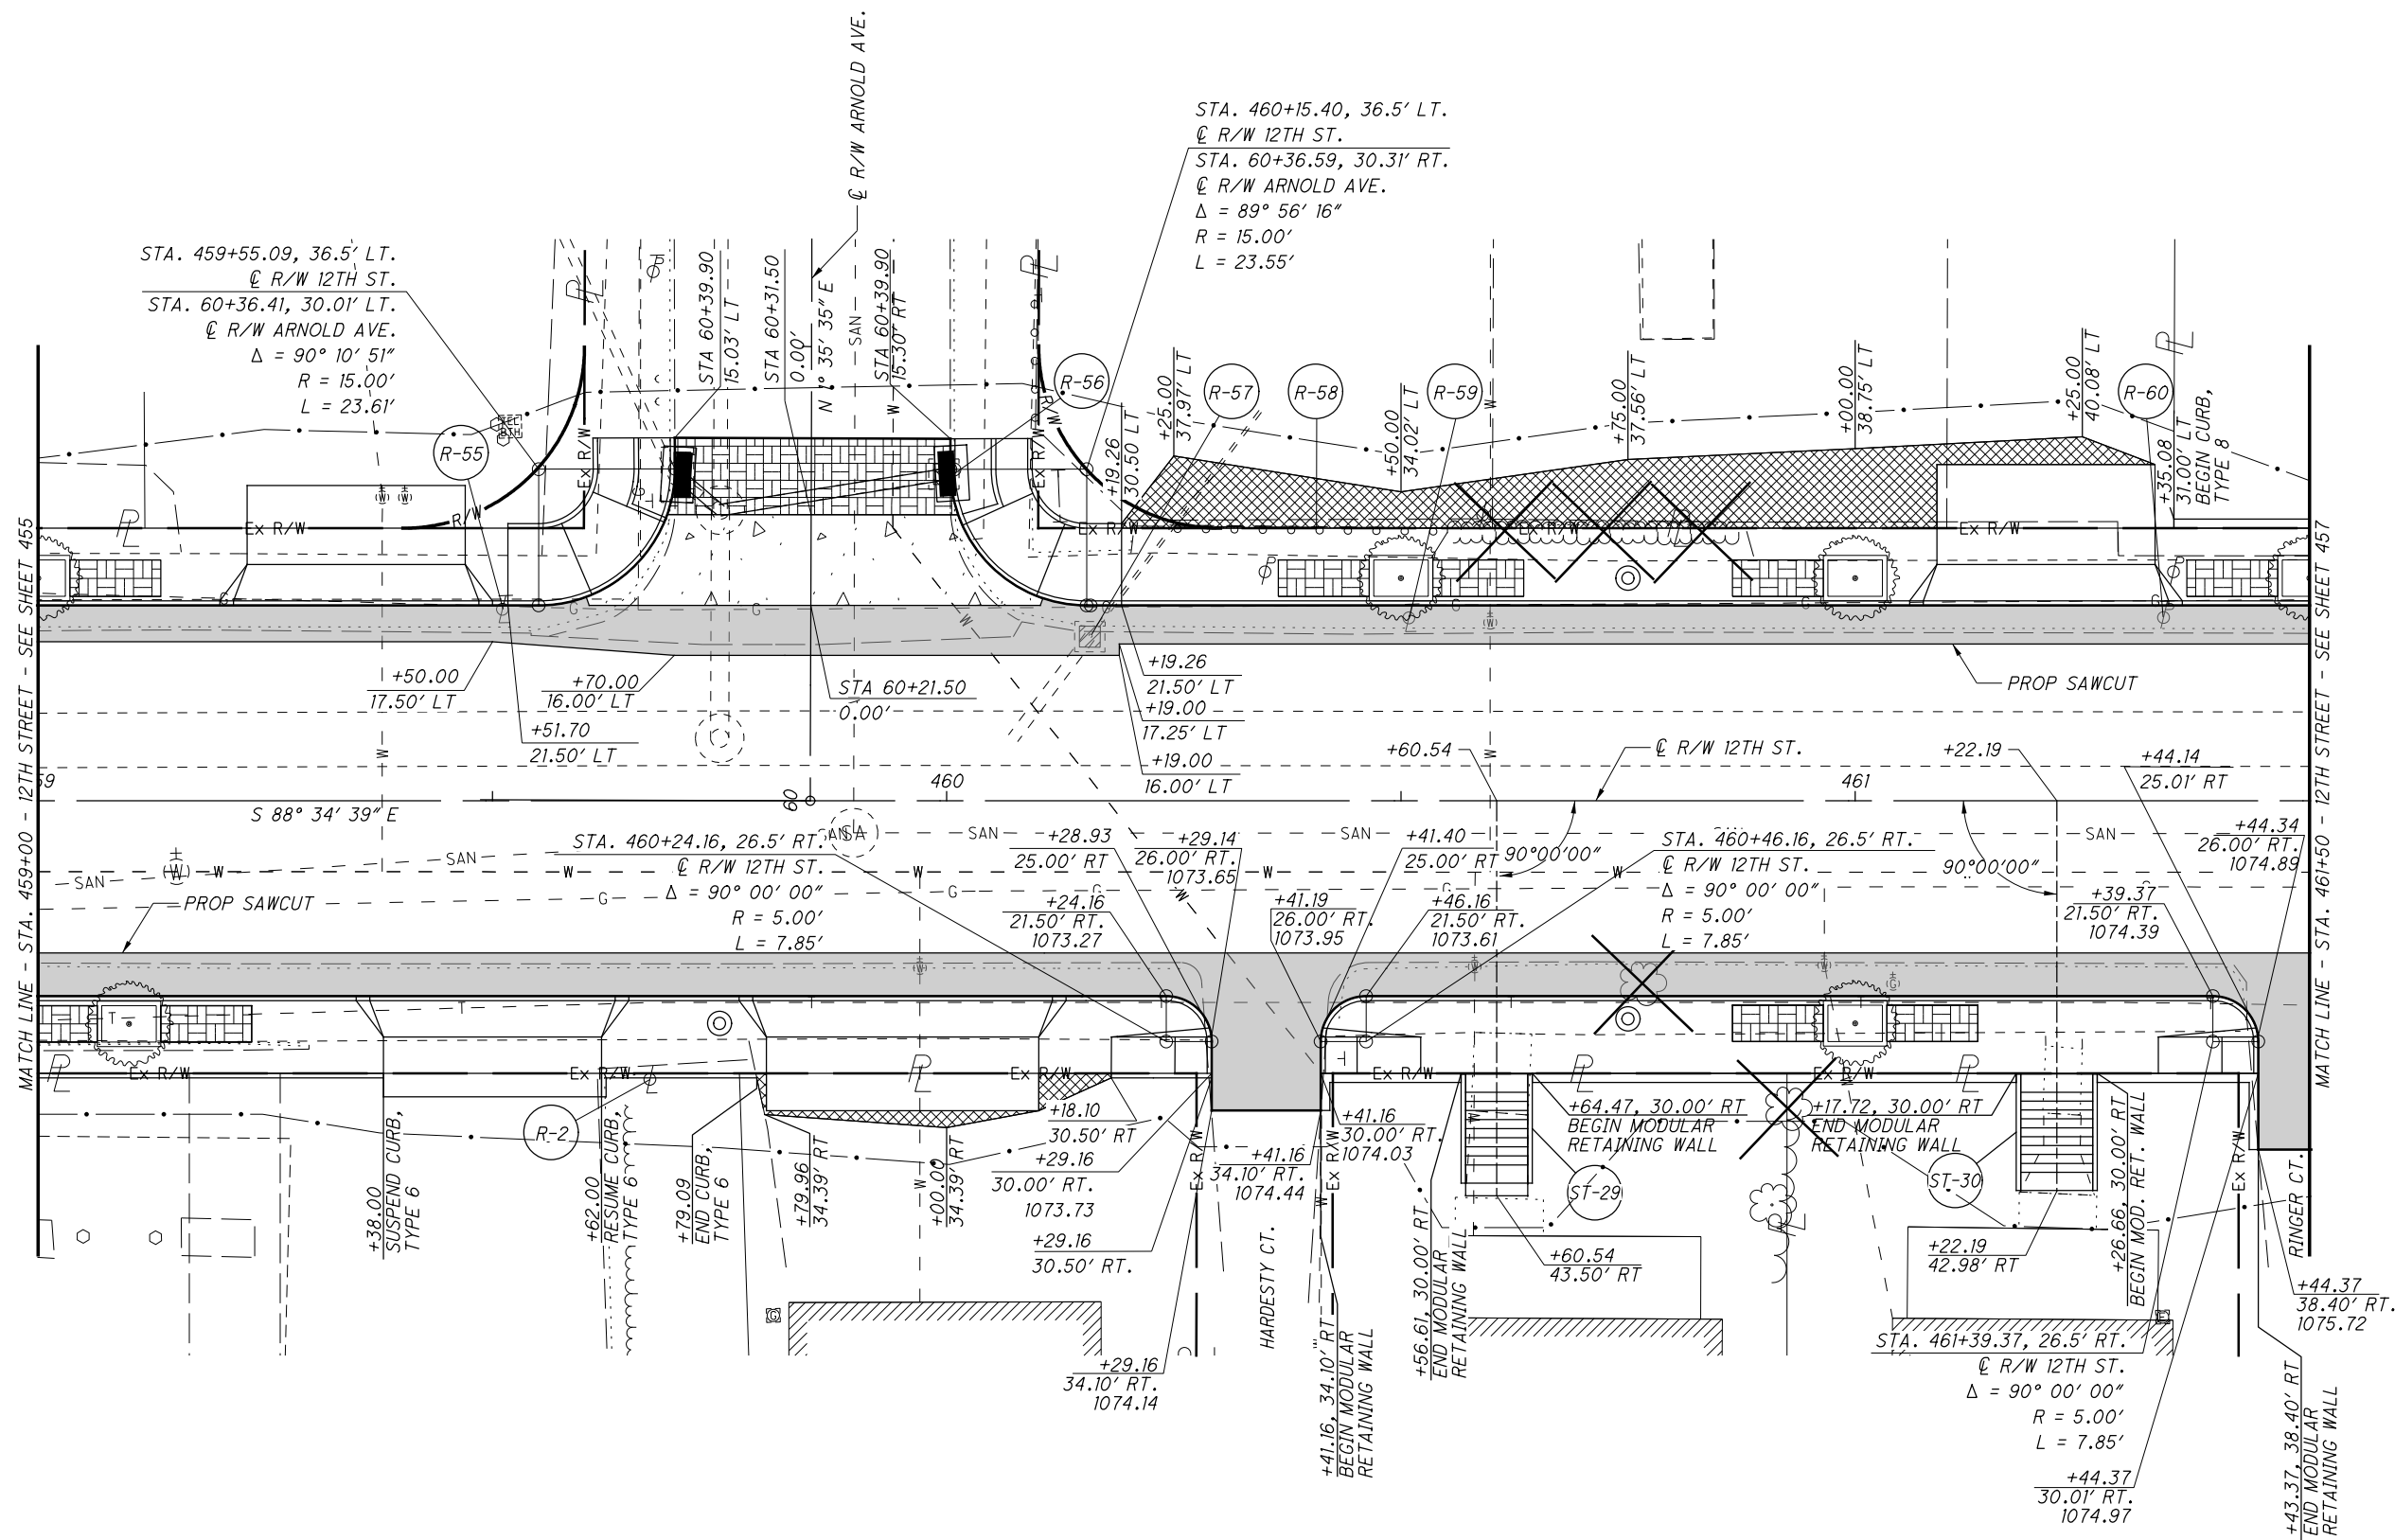 ℄ R/W ARNOLD AVE.
STA. 460+15.40, 36.5' LT.
℄ R/W 12TH ST.
STA. 60+36.59, 30.31' RT.
℄ R/W ARNOLD AVE.
Δ = 89° 56' 16"
R = 15.00'
L = 23.55'
STA. 459+55.09, 36.5' LT.
℄ R/W 12TH ST.
STA. 60+36.41, 30.01' LT.
℄ R/W ARNOLD AVE.
Δ = 90° 10' 51"
R = 15.00'
L = 23.61'
STA 60+39.90
15.03' LT
STA 60+31.50
0.00'
N 1° 35' 35" E
SAN
STA 60+39.90
15.30' RT
W
R-55
R-56
R-57
R-58
R-59
R-60
+19.26
30.50' LT
+25.00
37.97' LT
+50.00
34.02' LT
+75.00
37.56' LT
+00.00
38.75' LT
+25.00
40.08' LT
+35.08
31.00' LT
BEGIN CURB,
TYPE 8
Ex R/W
R/W
Ex R/W
Ex R/W
R/W
Ex R/W
Ex R/W
Ex R/W
MATCH LINE - STA. 459+00 - 12TH STREET - SEE SHEET 455
MATCH LINE - STA. 461+50 - 12TH STREET - SEE SHEET 457
+50.00
17.50' LT
+51.70
21.50' LT
+70.00
16.00' LT
STA 60+21.50
0.00'
+19.26
21.50' LT
+19.00
17.25' LT
+19.00
16.00' LT
PROP SAWCUT
59
S 88° 34' 39" E
60
460
461
+60.54
℄ R/W 12TH ST.
+22.19
+44.14
25.01' RT
90°00'00"
90°00'00"
STA. 460+24.16, 26.5' RT.
℄ R/W 12TH ST.
Δ = 90° 00' 00"
R = 5.00'
L = 7.85'
SA
SAN
SAN
SAN
SAN
SAN
SAN
+28.93
25.00' RT
+29.14
26.00' RT.
1073.65
+41.40
25.00' RT
STA. 460+46.16, 26.5' RT.
℄ R/W 12TH ST.
Δ = 90° 00' 00"
R = 5.00'
L = 7.85'
+44.34
26.00' RT.
1074.89
+24.16
21.50' RT.
1073.27
+41.19
26.00' RT.
1073.95
+46.16
21.50' RT.
1073.61
+39.37
21.50' RT.
1074.39
PROP SAWCUT
Ex R/W
Ex R/W
Ex R/W
Ex R/W
Ex R/W
R-2
+38.00
SUSPEND CURB,
TYPE 6
+62.00
RESUME CURB,
TYPE 6
+79.09
END CURB,
TYPE 6
+79.96
34.39' RT
+00.00
34.39' RT
+18.10
30.50' RT
+29.16
30.00' RT.
1073.73
+29.16
30.50' RT.
+29.16
34.10' RT.
1074.14
+41.16
34.10' RT.
1074.44
+41.16
30.00' RT.
1074.03
Ex R/W
Ex R/W
HARDESTY CT.
+41.16, 34.10' RT
BEGIN MODULAR
RETAINING WALL
+56.61, 30.00' RT
END MODULAR
RETAINING WALL
+64.47, 30.00' RT
BEGIN MODULAR
RETAINING WALL
ST-29
+60.54
43.50' RT
+17.72, 30.00' RT
END MODULAR
RETAINING WALL
ST-30
+22.19
42.98' RT
+26.66, 30.00' RT
BEGIN MOD. RET. WALL
Ex R/W
RINGER CT.
+44.37
38.40' RT.
1075.72
STA. 461+39.37, 26.5' RT.
℄ R/W 12TH ST.
Δ = 90° 00' 00"
R = 5.00'
L = 7.85'
+44.37
30.01' RT.
1074.97
+43.37, 38.40' RT
END MODULAR
RETAINING WALL